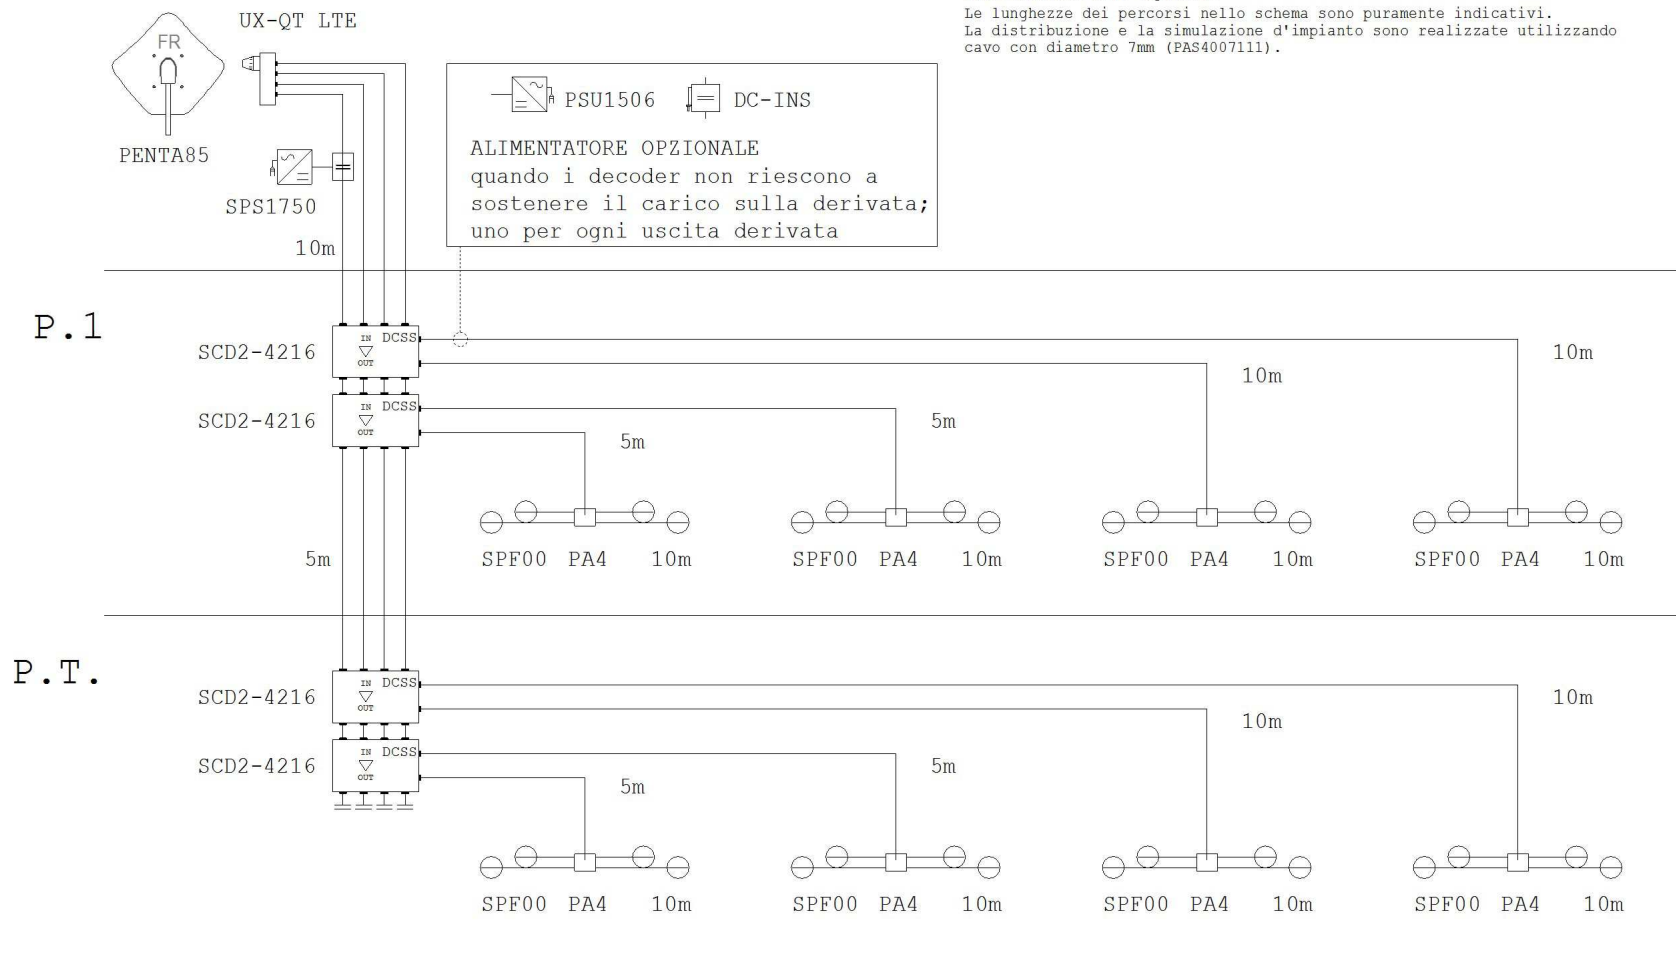 UX-QT LTE
Le lunghezze dei percorsi nello schema sono puramente indicativi.
La distribuzione e la simulazione d'impianto sono realizzate utilizzando
cavo con diametro 7mm (PAS4007111).
FR
PENTA85
PSU1506
DC-INS
ALIMENTATORE OPZIONALE
quando i decoder non riescono a
sostenere il carico sulla derivata;
uno per ogni uscita derivata
SPS1750
10m
P.1
SCD2-4216
IN
DCSS
OUT
10m
10m
SCD2-4216
IN
DCSS
OUT
5m
5m
SPF00 PA4 10m
SPF00 PA4 10m
SPF00 PA4 10m
SPF00 PA4 10m
5m
P.T.
SCD2-4216
IN
DCSS
OUT
10m
10m
SCD2-4216
IN
DCSS
OUT
5m
5m
SPF00 PA4 10m
SPF00 PA4 10m
SPF00 PA4 10m
SPF00 PA4 10m